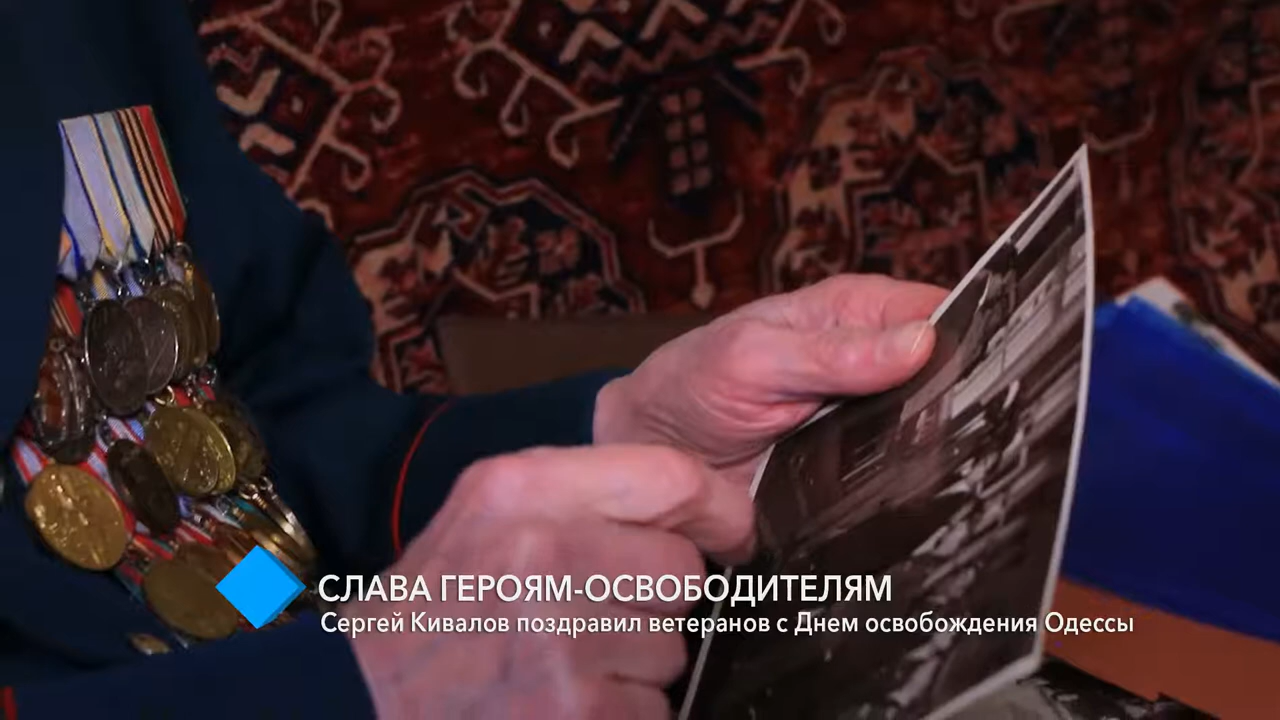 СЛАВА ГЕРОЯМ-ОСВОБОДИТЕЛЯМ
Сергей Кивалов поздравил ветеранов с Днем освобождения Одессы